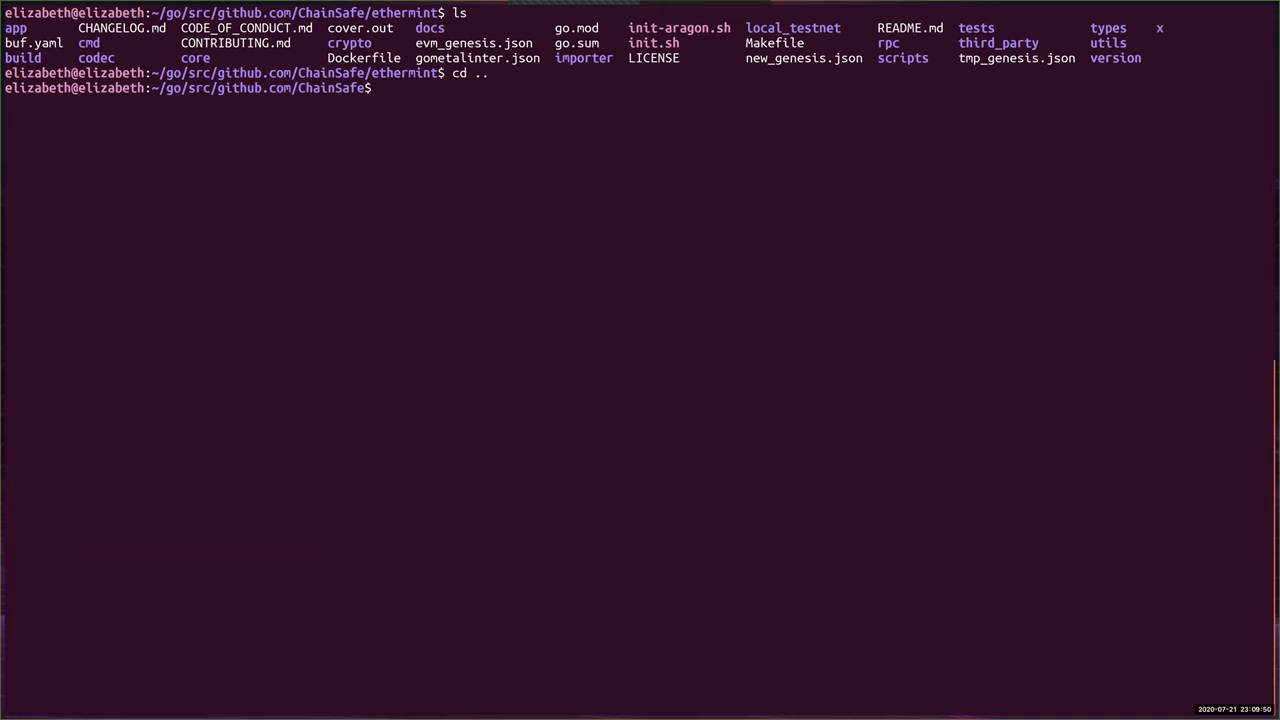 elizabeth@elizabeth:~/go/src/github.com/ChainSafe/ethermint$ ls
app CHANGELOG.md CODE_OF_CONDUCT.md cover.out docs go.mod init-aragon.sh local_testnet README.md tests types x
buf.yaml cmd CONTRIBUTING.md crypto evm_genesis.json go.sum init.sh Makefile rpc third_party utils
build codec core Dockerfile gometalinter.json importer LICENSE new_genesis.json scripts tmp_genesis.json version
elizabeth@elizabeth:~/go/src/github.com/ChainSafe/ethermint$ cd ..
elizabeth@elizabeth:~/go/src/github.com/ChainSafe$
2020-07-21 23:09:50